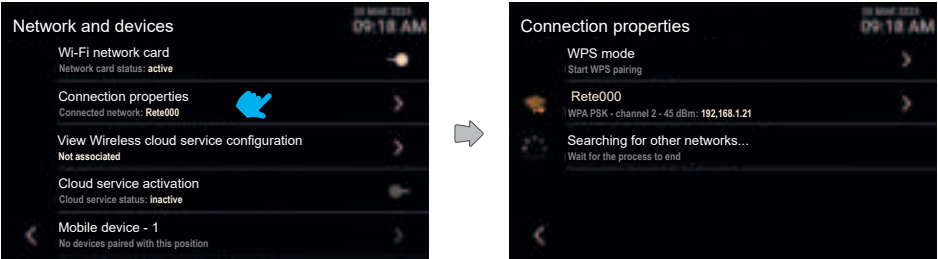 Network and devices
09:18 AM
Wi-Fi network card
Network card status: active
Connection properties
Connected network: Rete000
View Wireless cloud service configuration
Not associated
Cloud service activation
Cloud service status: inactive
Mobile device - 1
No devices paired with this position
Connection properties
09:18 AM
WPS mode
Start WPS pairing
Rete000
WPA PSK - channel 2 - 45 dBm: 192,168.1.21
Searching for other networks...
Wait for the process to end